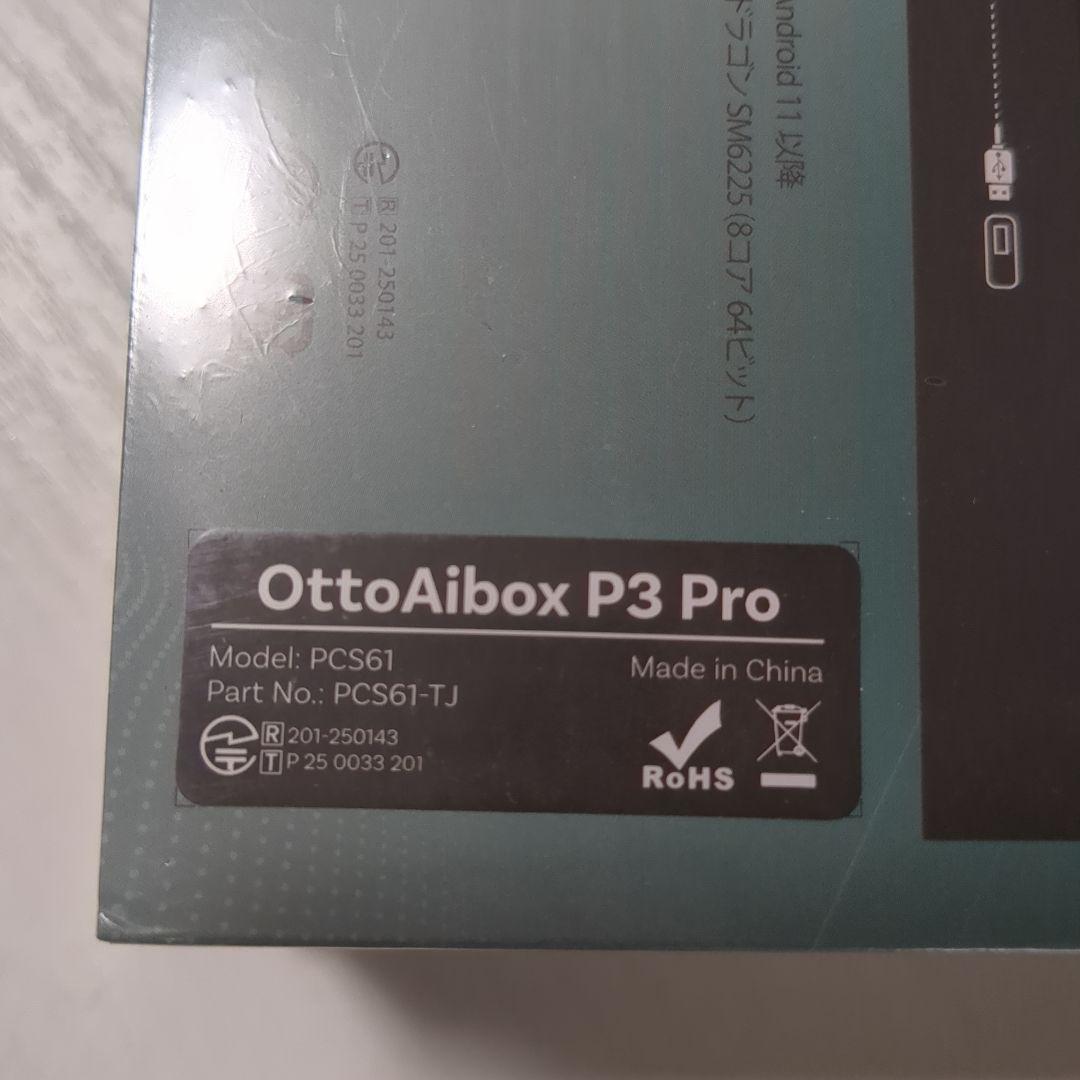 Android 11 以降
ドラゴン SM6225 (8コア 64ビット)
R 201-250143
T P 25 0033 201
OttoAibox P3 Pro
Model: PCS61
Part No.: PCS61-TJ
Made in China
R 201-250143
T P 25 0033 201
RoHS